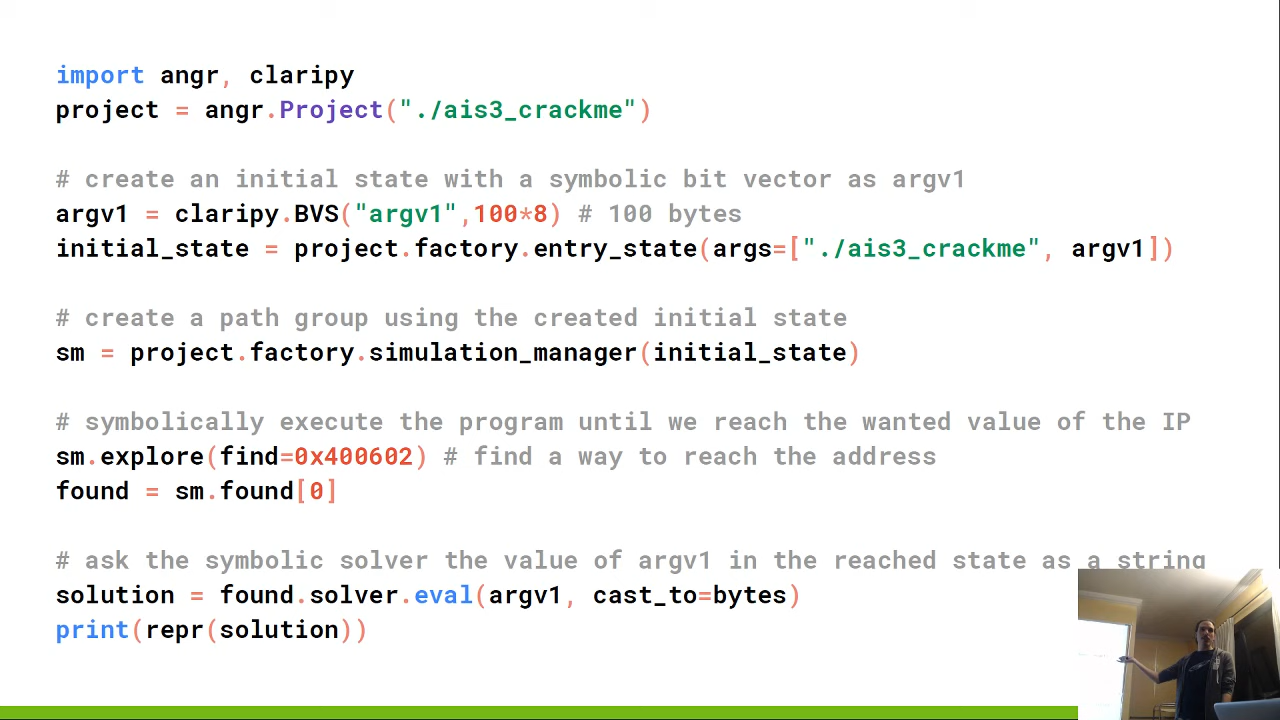 import angr, claripy
project = angr.Project("./ais3_crackme")
# create an initial state with a symbolic bit vector as argv1
argv1 = claripy.BVS("argv1",100*8) # 100 bytes
initial_state = project.factory.entry_state(args=["./ais3_crackme", argv1])
# create a path group using the created initial state
sm = project.factory.simulation_manager(initial_state)
# symbolically execute the program until we reach the wanted value of the IP
sm.explore(find=0x400602) # find a way to reach the address
found = sm.found[0]
# ask the symbolic solver the value of argv1 in the reached state as a string
solution = found.solver.eval(argv1, cast_to=bytes)
print(repr(solution))